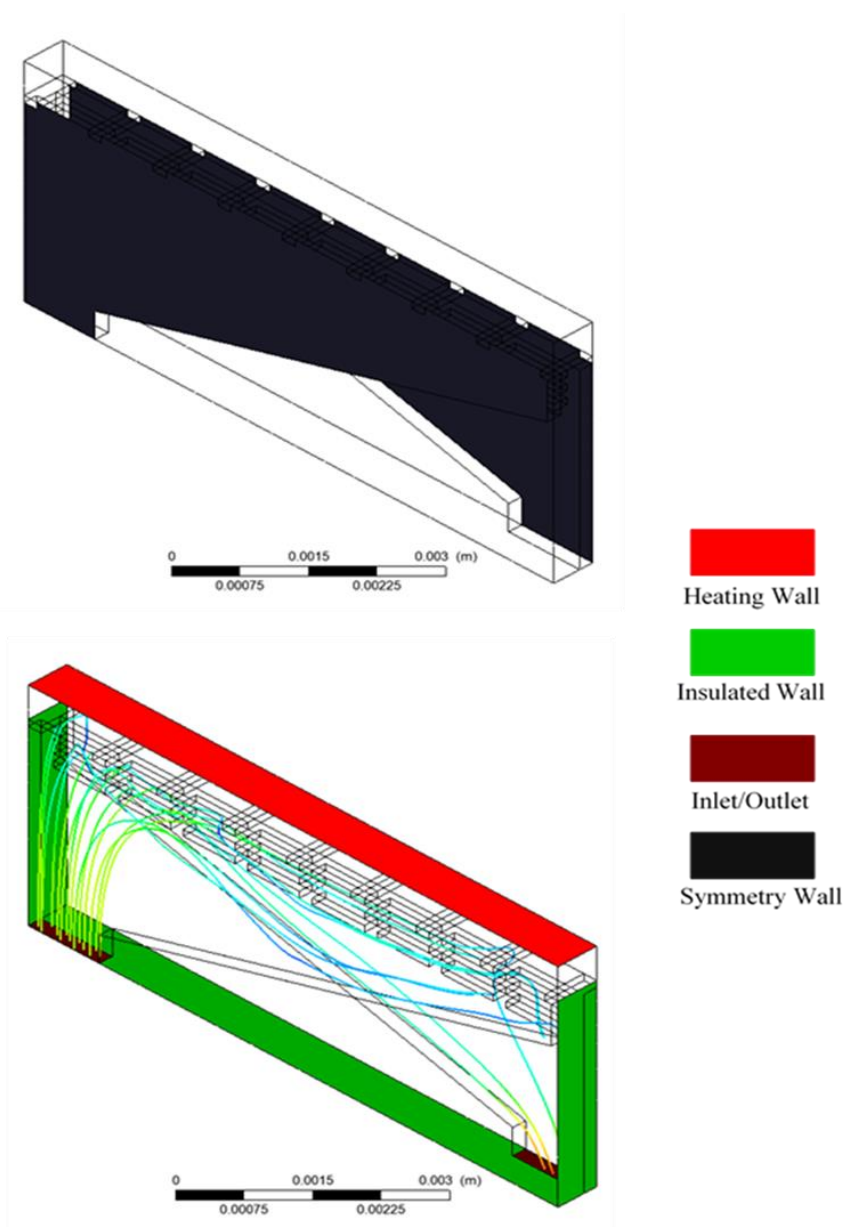 0 0.0015 0.003 (m)
0.00075 0.00225
Heating Wall
Insulated Wall
Inlet/Outlet
Symmetry Wall
0 0.0015 0.003 (m)
0.00075 0.00225